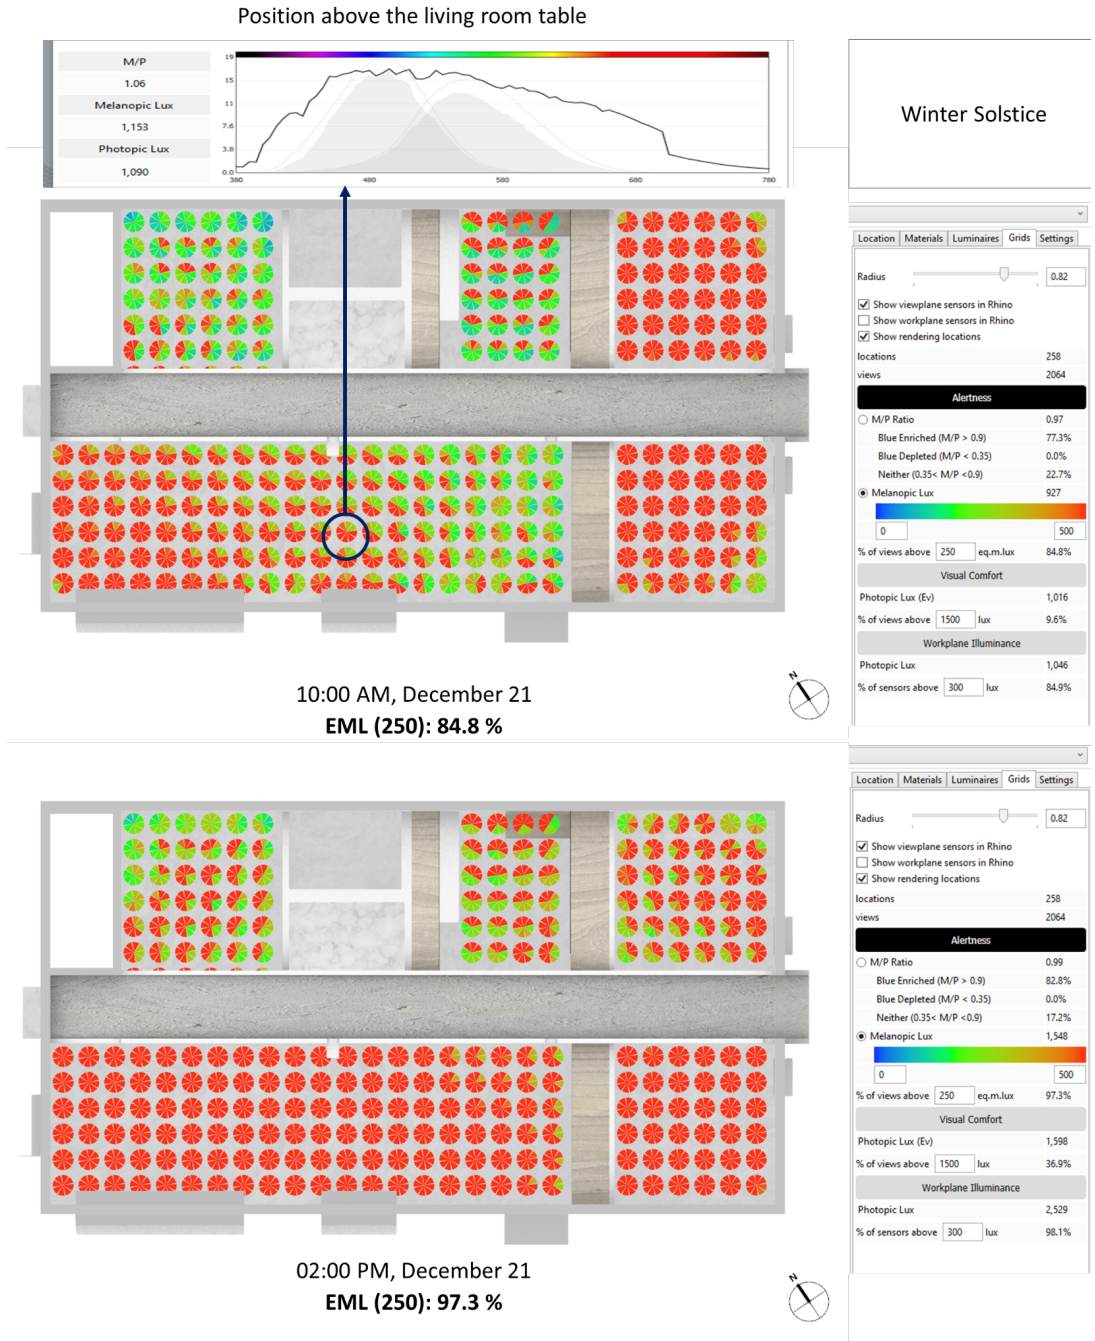 Position above the living room table
M/P
1.06
Melanopic Lux
1,153
Photopic Lux
1,090
19
15
11
7.6
3.8
0.0
380 480 580 680 780
Winter Solstice
Location Materials Luminaires Grids Settings
Radius 0.82
Show viewplane sensors in Rhino
Show workplane sensors in Rhino
Show rendering locations
locations 258
views 2064
Alertness
M/P Ratio 0.97
Blue Enriched (M/P > 0.9) 77.3%
Blue Depleted (M/P < 0.35) 0.0%
Neither (0.35< M/P <0.9) 22.7%
Melanopic Lux 927
0 500
% of views above 250 eq.m.lux 84.8%
Visual Comfort
Photopic Lux (Ev) 1,016
% of views above 1500 lux 9.6%
Workplane Illuminance
Photopic Lux 1,046
% of sensors above 300 lux 84.9%
N
10:00 AM, December 21
EML (250): 84.8 %
Location Materials Luminaires Grids Settings
Radius 0.82
Show viewplane sensors in Rhino
Show workplane sensors in Rhino
Show rendering locations
locations 258
views 2064
Alertness
M/P Ratio 0.99
Blue Enriched (M/P > 0.9) 82.8%
Blue Depleted (M/P < 0.35) 0.0%
Neither (0.35< M/P <0.9) 17.2%
Melanopic Lux 1,548
0 500
% of views above 250 eq.m.lux 97.3%
Visual Comfort
Photopic Lux (Ev) 1,598
% of views above 1500 lux 36.9%
Workplane Illuminance
Photopic Lux 2,529
% of sensors above 300 lux 98.1%
N
02:00 PM, December 21
EML (250): 97.3 %